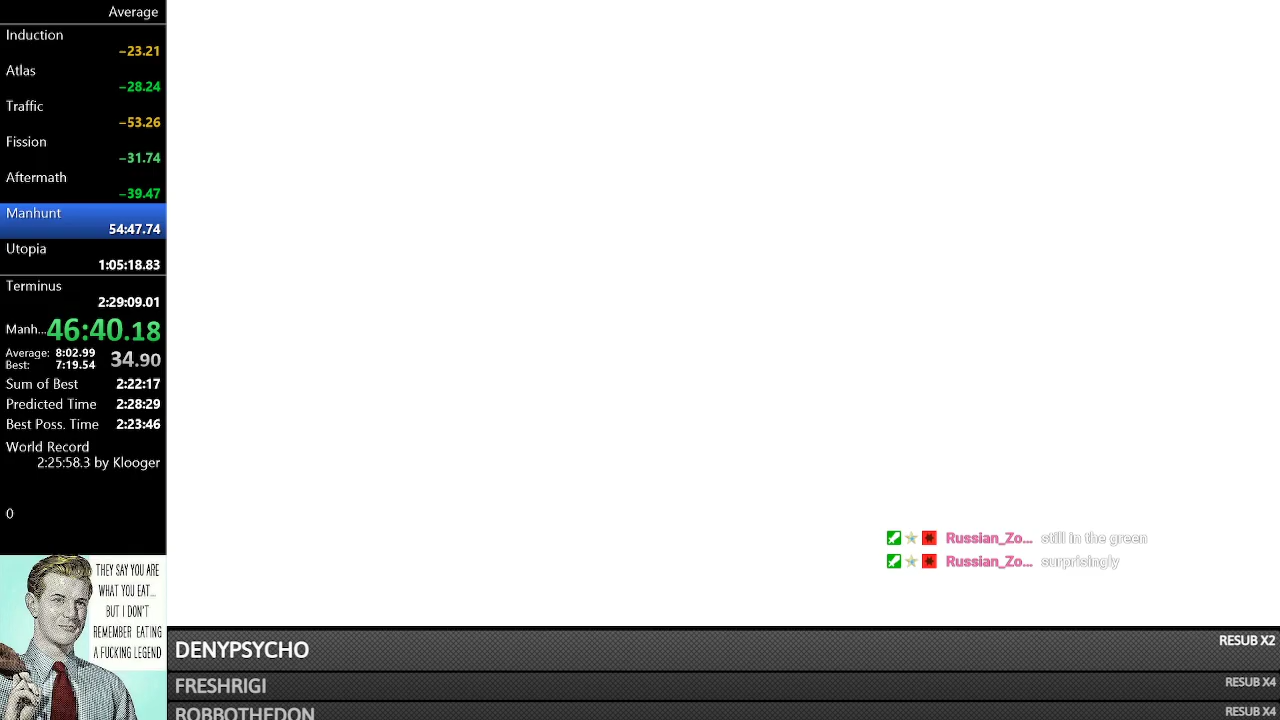 Average
Induction
−23.21
Atlas
−28.24
Traffic
−53.26
Fission
−31.74
Aftermath
−39.47
Manhunt
54:47.74
Utopia
1:05:18.83
Terminus
2:29:09.01
Manh... 46:40.18
Average: 8:02.99
Best: 7:19.54
34.90
Sum of Best 2:22:17
Predicted Time 2:28:29
Best Poss. Time 2:23:46
World Record
2:25:58.3 by Klooger
0
THEY SAY YOU ARE
WHAT YOU EAT...
BUT I DON'T
REMEMBER EATING
A FUCKING LEGEND
Russian_Zo... still in the green
Russian_Zo... surprisingly
DENYPSYCHO RESUB X2
FRESHRIGI RESUB X4
ROBBOTHEDON RESUB X4